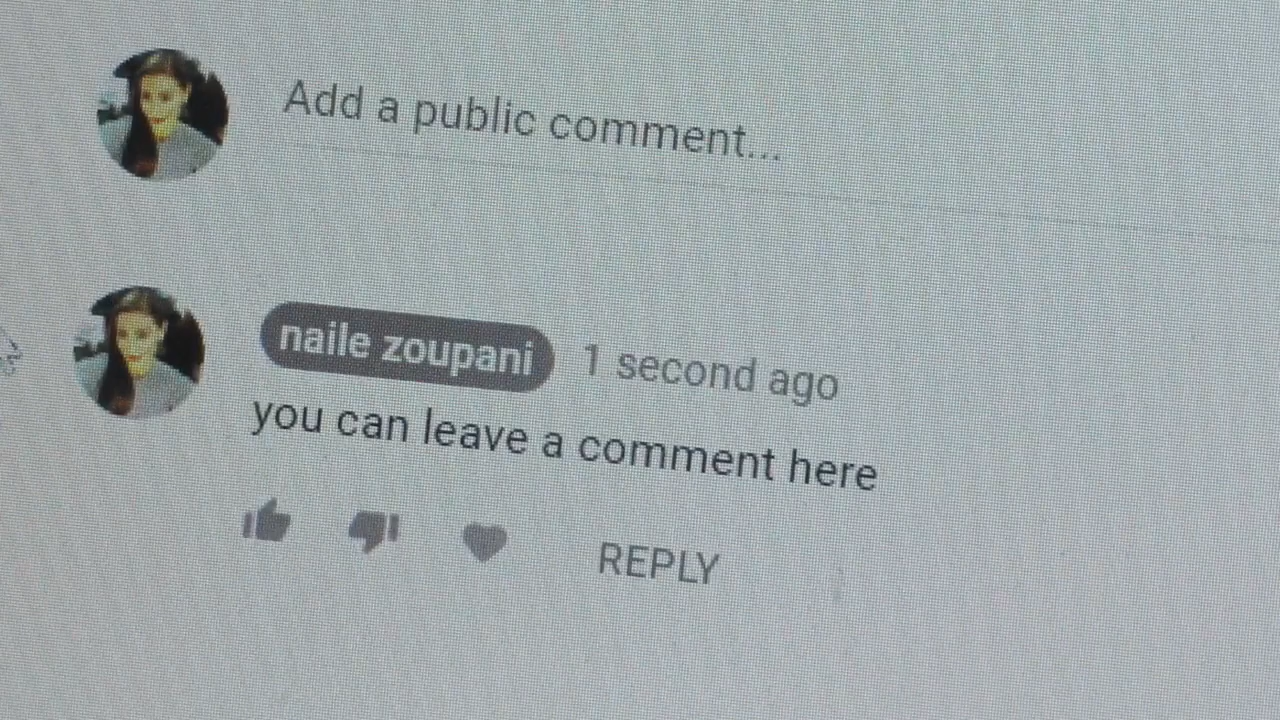 Add a public comment...
naile zoupani 1 second ago
you can leave a comment here
REPLY